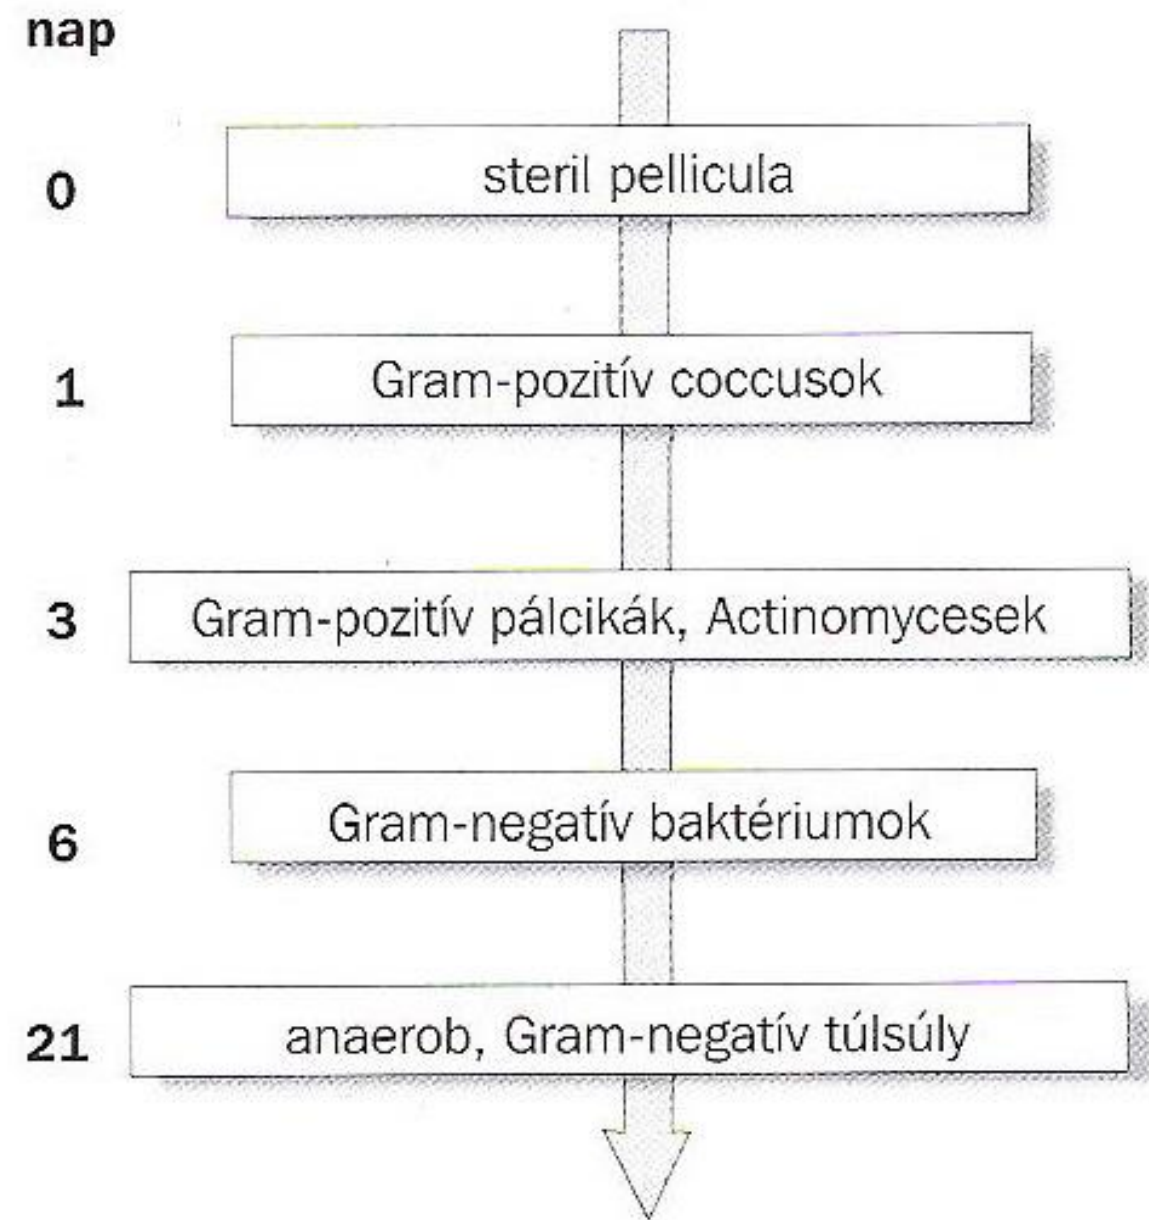 nap
0 steril pellicula
1 Gram-pozitív coccusok
3 Gram-pozitív pálcikák, Actinomycesek
6 Gram-negatív baktériumok
21 anaerob, Gram-negatív túlsúly